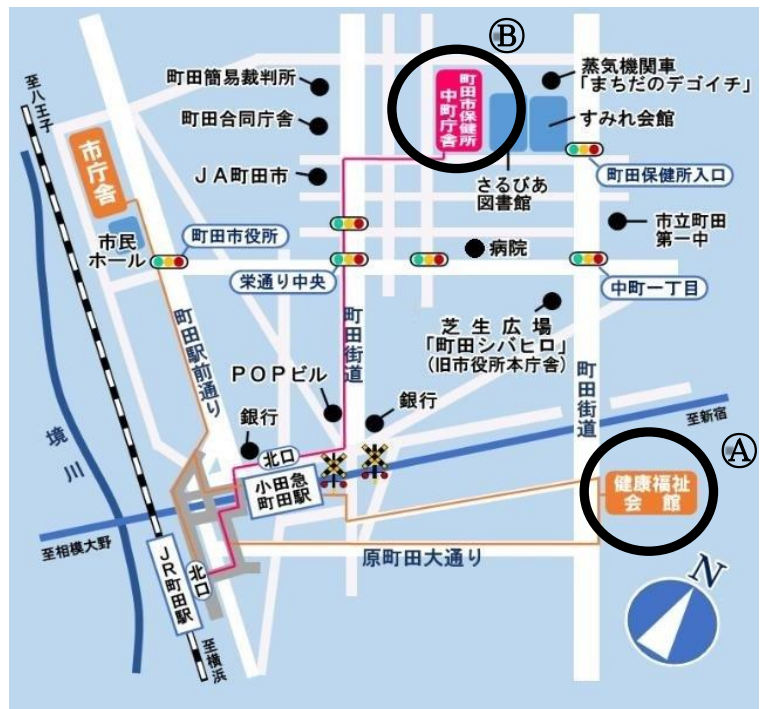 Ⓑ
至八王子
町田簡易裁判所
町田合同庁舎
JA町田市
町田市保健所
中町庁舎
蒸気機関車
「まちだのデゴイチ」
すみれ会館
さるびあ
図書館
町田保健所入口
市庁舎
市民
ホール
町田市役所
栄通り中央
病院
市立町田
第一中
中町一丁目
芝生広場
「町田シバヒロ」
(旧市役所本庁舎)
町田駅前通り
町田街道
町田街道
POPビル
銀行
銀行
至新宿
境川
北口
小田急
町田駅
Ⓐ
健康福祉
会館
至相模大野
JR町田駅
北口
原町田大通り
至横浜
N